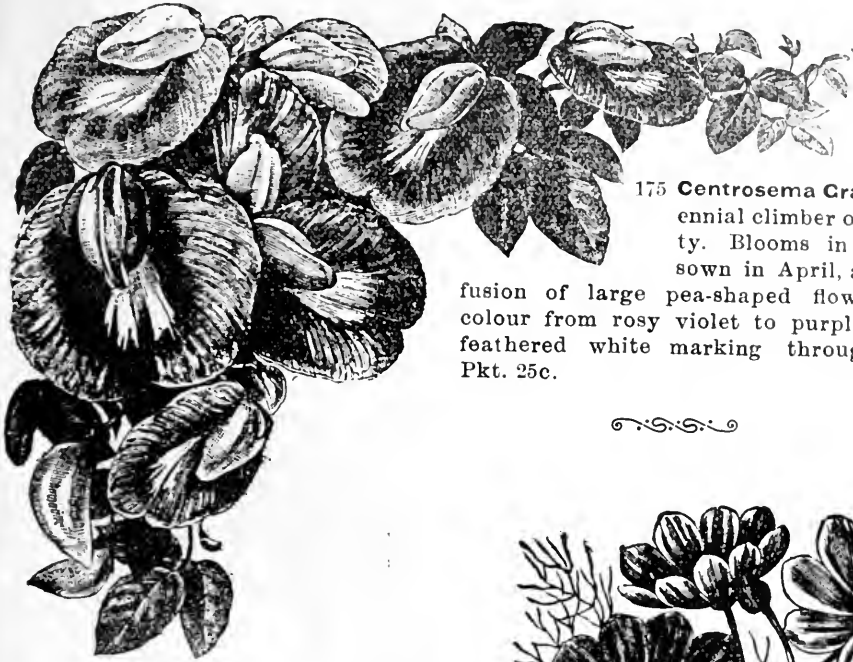 175 Centrosema Gra
ennial climber o
ty. Blooms in
sown in April, a
fusion of large pea-shaped flow
colour from rosy violet to purpl
feathered white marking throug
Pkt. 25c.